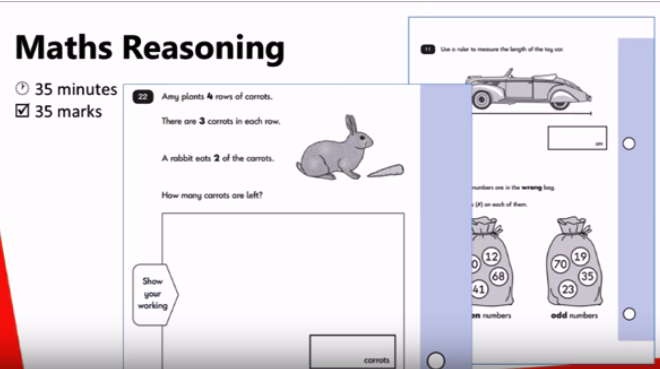 Maths Reasoning
35 minutes
35 marks
22
Amy plants 4 rows of carrots.
There are 3 carrots in each row.
A rabbit eats 2 of the carrots.
How many carrots are left?
Show
your
working
carrots
11
Use a ruler to measure the length of the toy car.
cm
numbers are in the wrong bag.
(X) on each of them.
12
68
41
70
19
35
23
numbers
odd numbers